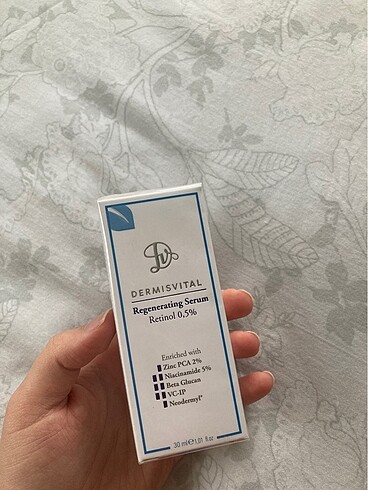 DV
DERMISVITAL
Regenerating Serum
Retinol 0,5%
Enriched with
Zinc PCA 2%
Niacinamide 5%
Beta Glucan
VC-IP
Neodermyl®
30 ml℮1,01 fl.oz